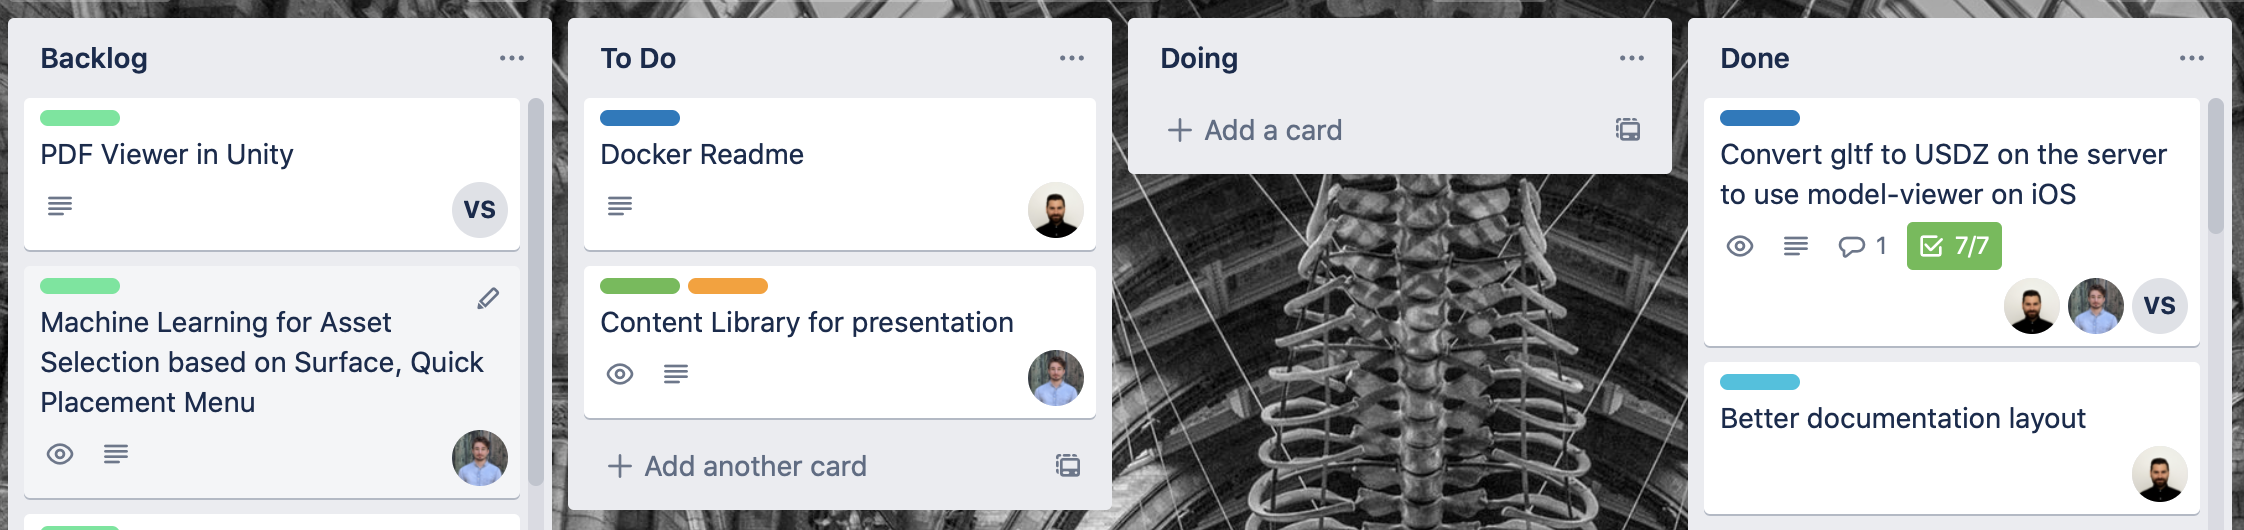 Backlog
PDF Viewer in Unity
VS
Machine Learning for Asset
Selection based on Surface, Quick
Placement Menu
To Do
Docker Readme
Content Library for presentation
Add another card
Doing
Add a card
Done
Convert gltf to USDZ on the server
to use model-viewer on iOS
1 7/7
VS
Better documentation layout